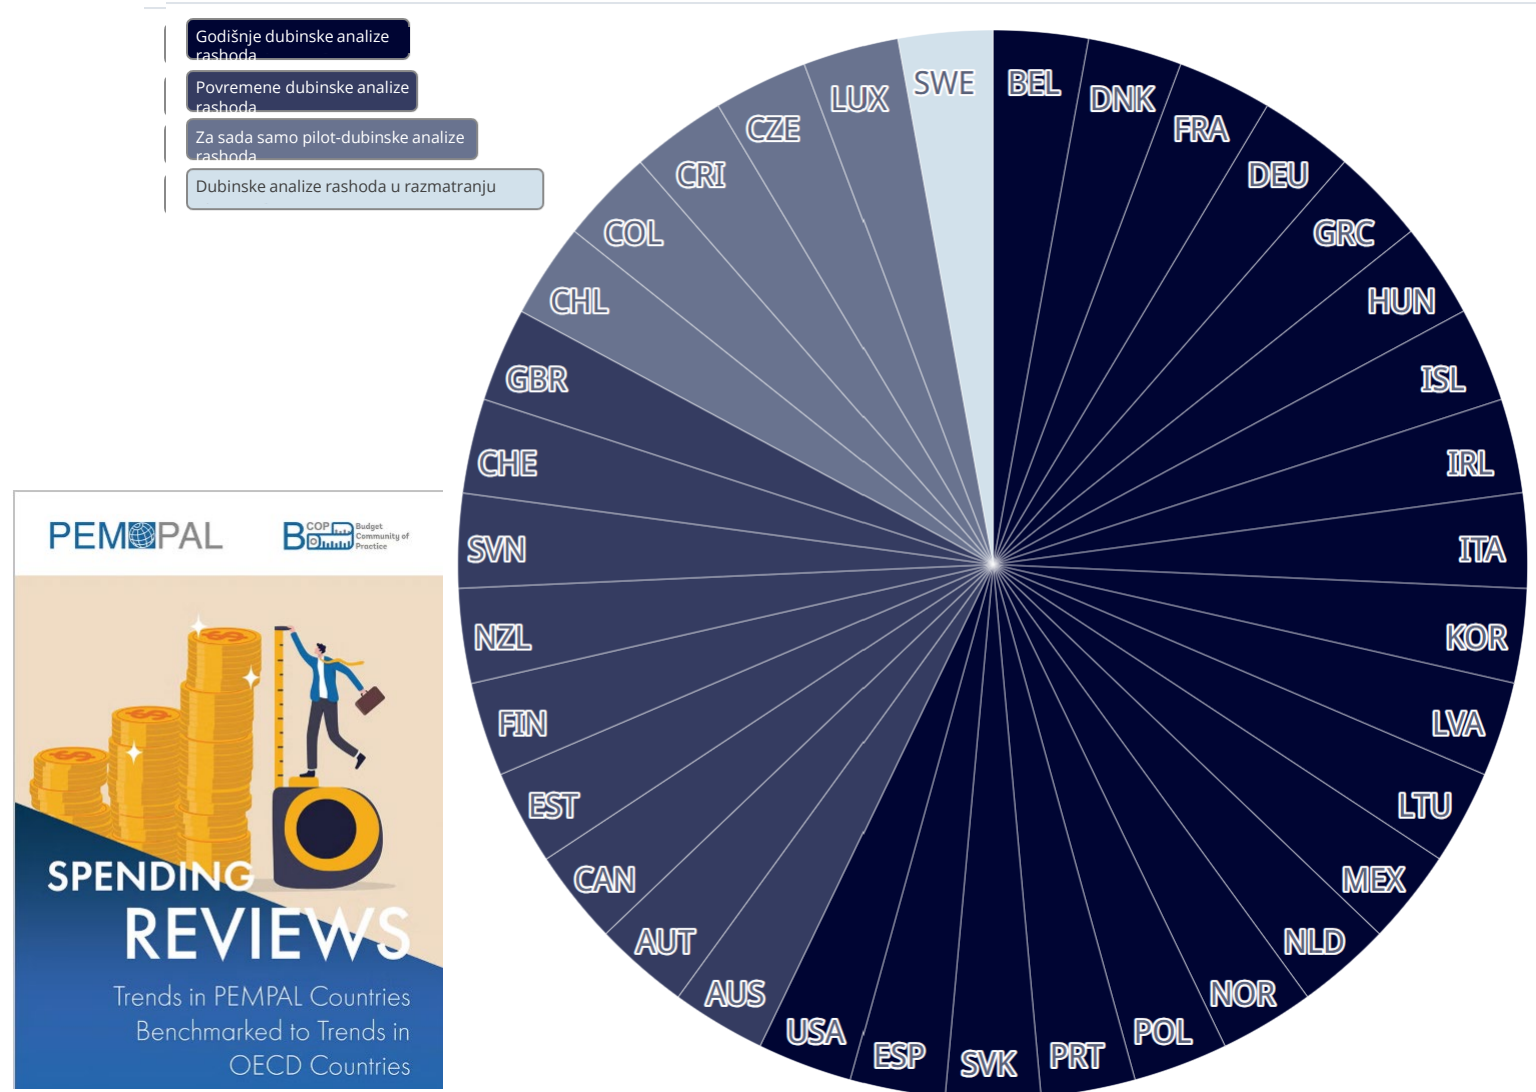 Godišnje dubinske analize
rashoda
Povremene dubinske analize
rashoda
Za sada samo pilot-dubinske analize
rashoda
Dubinske analize rashoda u razmatranju
SWE
BEL
DNK
FRA
DEU
GRC
HUN
ISL
IRL
ITA
KOR
LVA
LTU
MEX
NLD
NOR
POL
PRT
SVK
ESP
USA
AUS
AUT
CAN
EST
FIN
NZL
SVN
CHE
GBR
CHL
COL
CRI
CZE
LUX
PEMPAL
B COP Budget
Community of
Practice
SPENDING
REVIEWS
Trends in PEMPAL Countries
Benchmarked to Trends in
OECD Countries